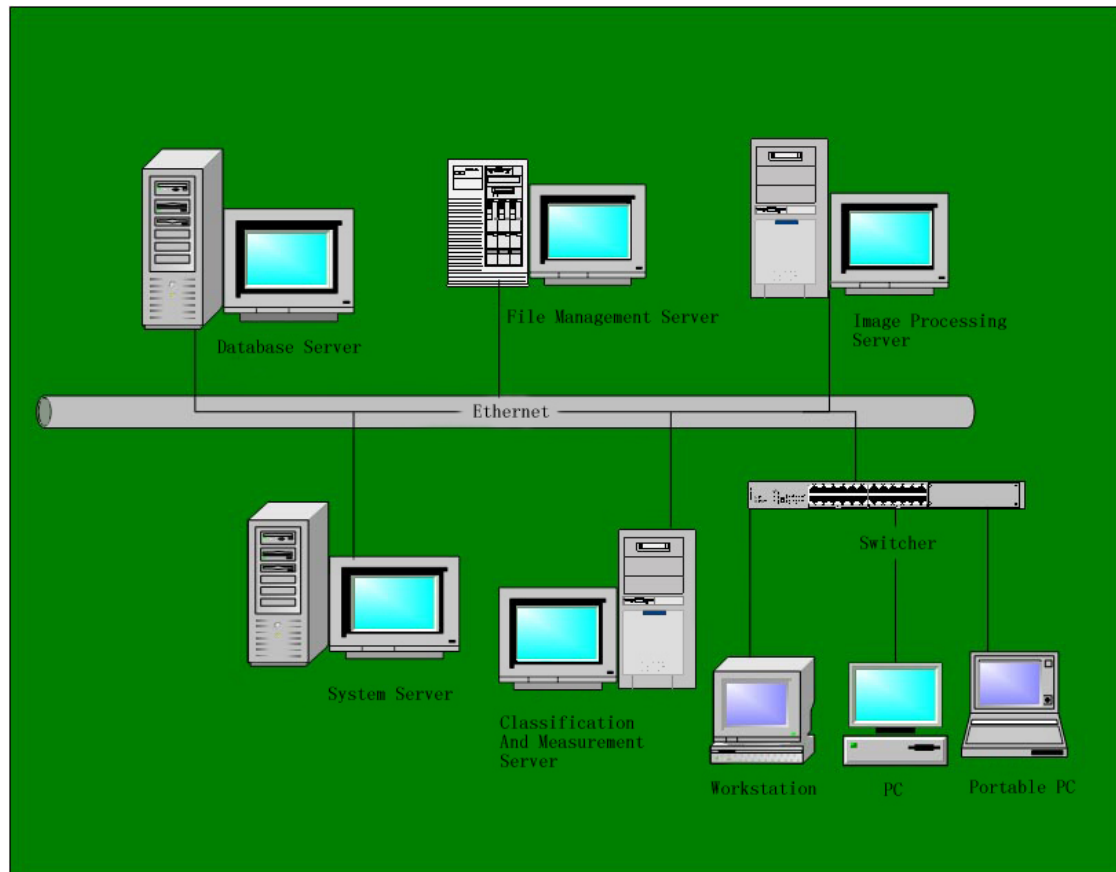 File Management Server
Image Processing
Server
Database Server
Ethernet
Switcher
System Server
Classification
And Measurement
Server
Workstation
PC
Portable PC